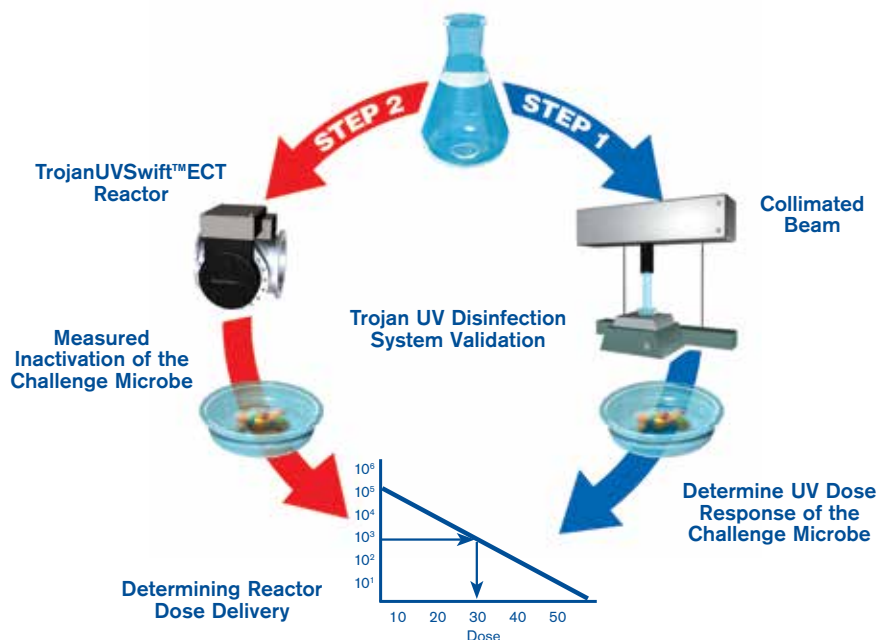 STEP 2
STEP 1
TrojanUVSwift™ECT
Reactor
Collimated
Beam
Trojan UV Disinfection
System Validation
Measured
Inactivation of the
Challenge Microbe
Determine UV Dose
Response of the
Challenge Microbe
Determining Reactor
Dose Delivery
10⁶
10⁵
10⁴
10³
10²
10¹
10 20 30 40 50
Dose